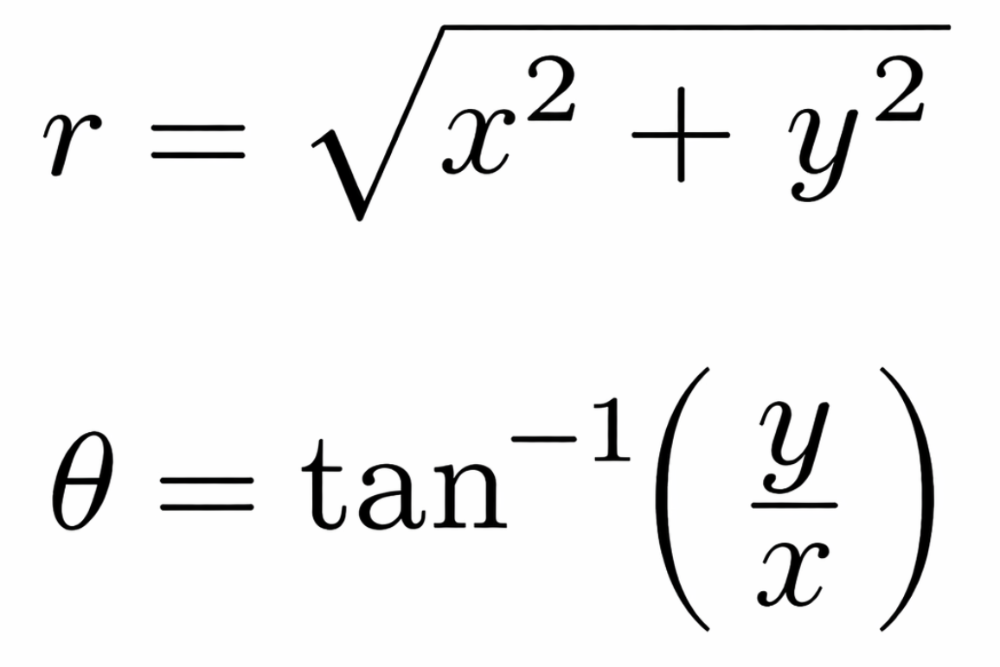 r = √(x² + y²)
θ = tan⁻¹(y/x)